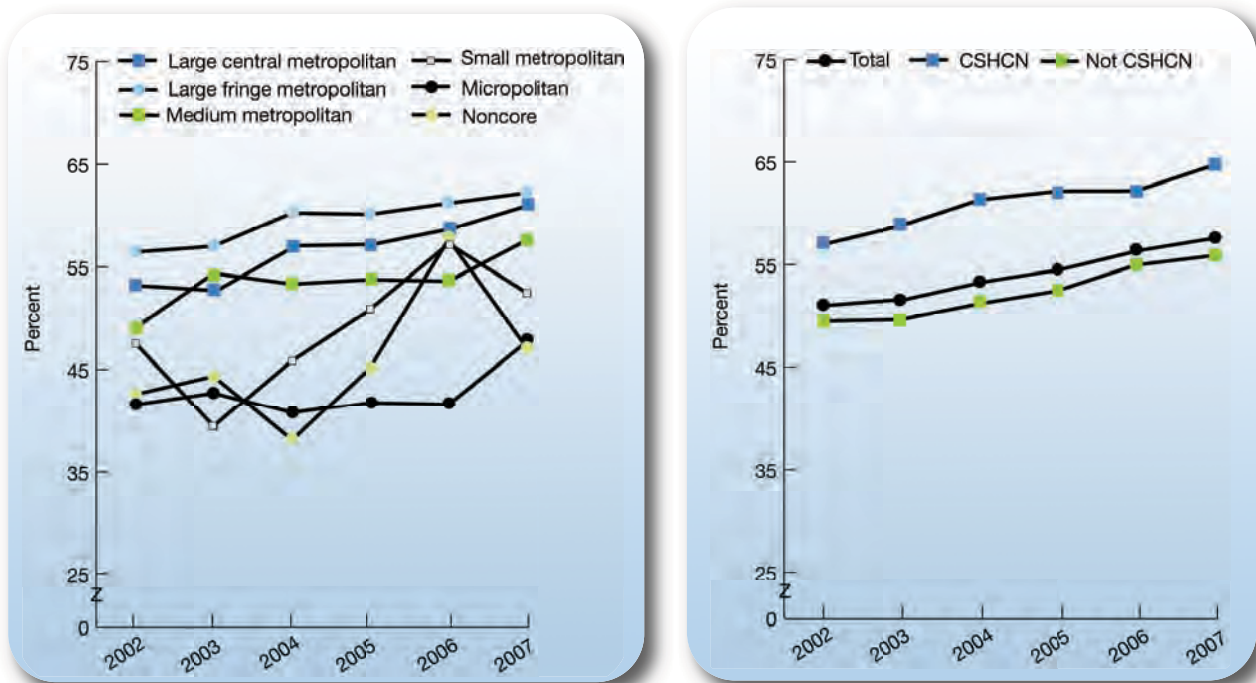 Large central metropolitan
Small metropolitan
Large fringe metropolitan
Micropolitan
Medium metropolitan
Noncore
Percent
75
65
55
45
35
25
Z
0
2002
2003
2004
2005
2006
2007
Total
CSHCN
Not CSHCN
Percent
75
65
55
45
35
25
Z
0
2002
2003
2004
2005
2006
2007